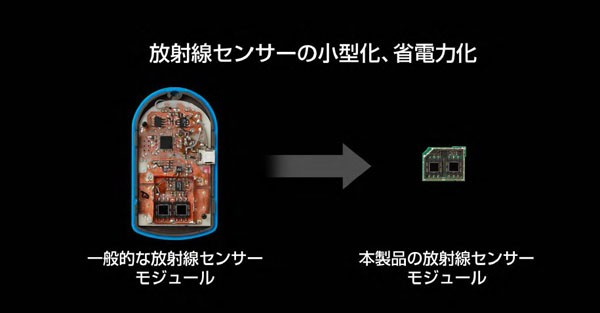 放射線センサーの小型化、省電力化
一般的な放射線センサー
モジュール
本製品の放射線センサー
モジュール